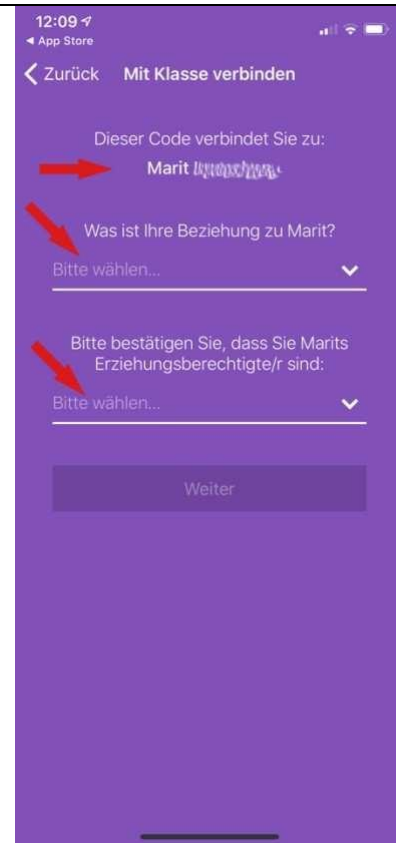 12:09
App Store
Zurück Mit Klasse verbinden
Dieser Code verbindet Sie zu:
Marit
Was ist Ihre Beziehung zu Marit?
Bitte wählen...
Bitte bestätigen Sie, dass Sie Marits
Erziehungsberechtigte/r sind:
Bitte wählen...
Weiter